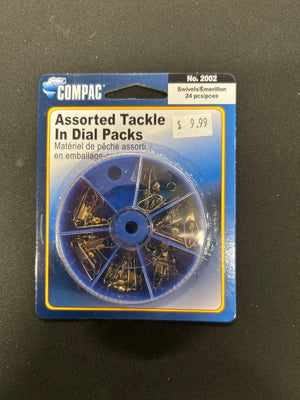 COMPAC
No. 2002
Swivels/Émerillon
24 pcs/pces
Assorted Tackle
In Dial Packs
Matériel de pêche assorti
en emballage-
$ 9.99